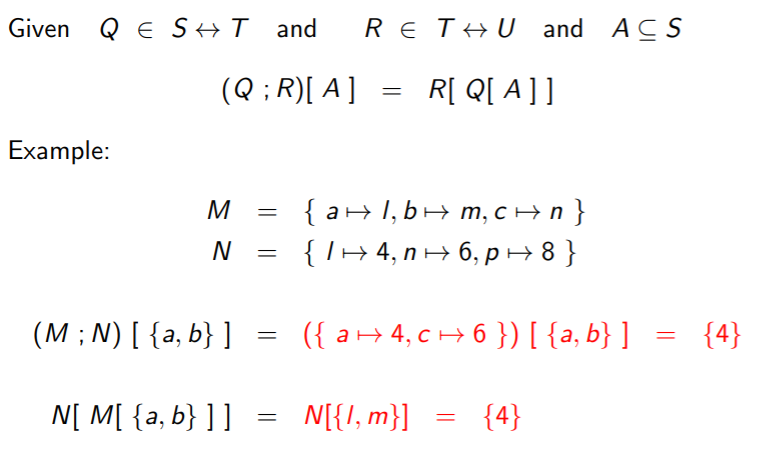 Given Q ∈ S ↔ T and R ∈ T ↔ U and A ⊆ S
(Q ; R)[ A ] = R[ Q[ A ] ]
Example:
M = { a ↦ l, b ↦ m, c ↦ n }
N = { l ↦ 4, n ↦ 6, p ↦ 8 }
(M ; N) [ {a, b} ] = ({ a ↦ 4, c ↦ 6 }) [ {a, b} ] = {4}
N[ M[ {a, b} ] ] = N[{l, m}] = {4}